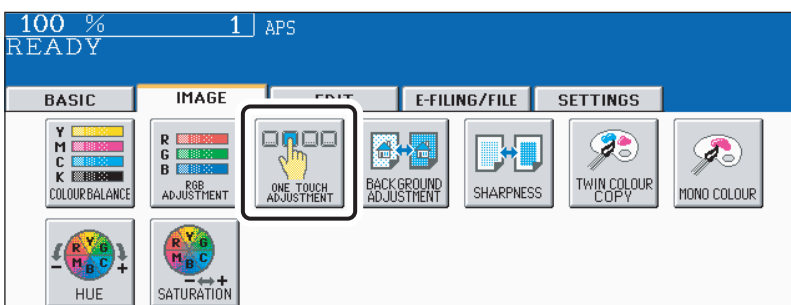 100 % 1 APS
READY
BASIC IMAGE EDIT E-FILING/FILE SETTINGS
Y
M
C
K
COLOUR BALANCE
R
G
B
RGB
ADJUSTMENT
ONE TOUCH
ADJUSTMENT
BACKGROUND
ADJUSTMENT
SHARPNESS
TWIN COLOUR
COPY
MONO COLOUR
R Y G
M B C
- +
HUE
R Y G
M B C
- +
SATURATION